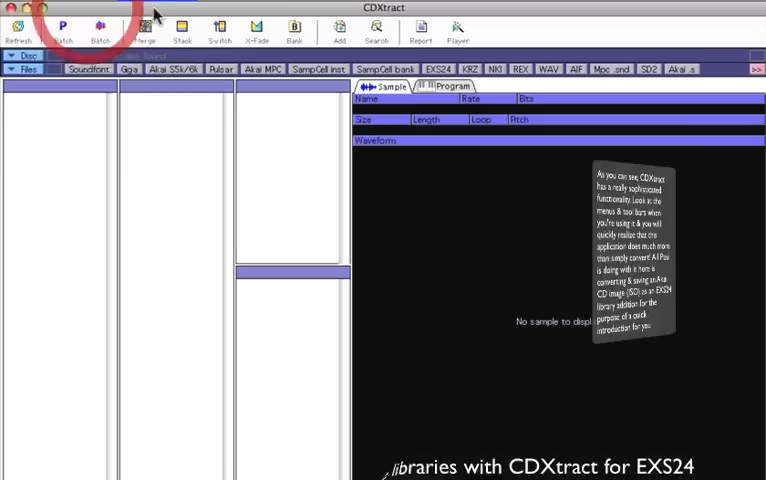 CDXtract
Refresh Batch Batch Merge Stack Switch X-Fade Bank Add Search Report Player
Disc
Files Soundfont Giga Akai S5k/6k Pulsar Akai MPC SampCell inst SampCell bank EXS24 KRZ NKI REX WAV AIF Mpc .snd SD2 Akai .s >>
Sample Program
Name Rate Bits
Size Length Loop Pitch
Waveform
As you can see, CDXtract
has a really sophisticated
functionality. Look at the
menus & tool bars when
you're using it & you will
quickly realize that the
application does much more
than simply convert! All Paul
is doing with it here is
converting & saving an Akai
CD image (ISO) as an EXS24
library addition for the
purpose of a quick
introduction for you
No sample to displ
libraries with CDXtract for EXS24